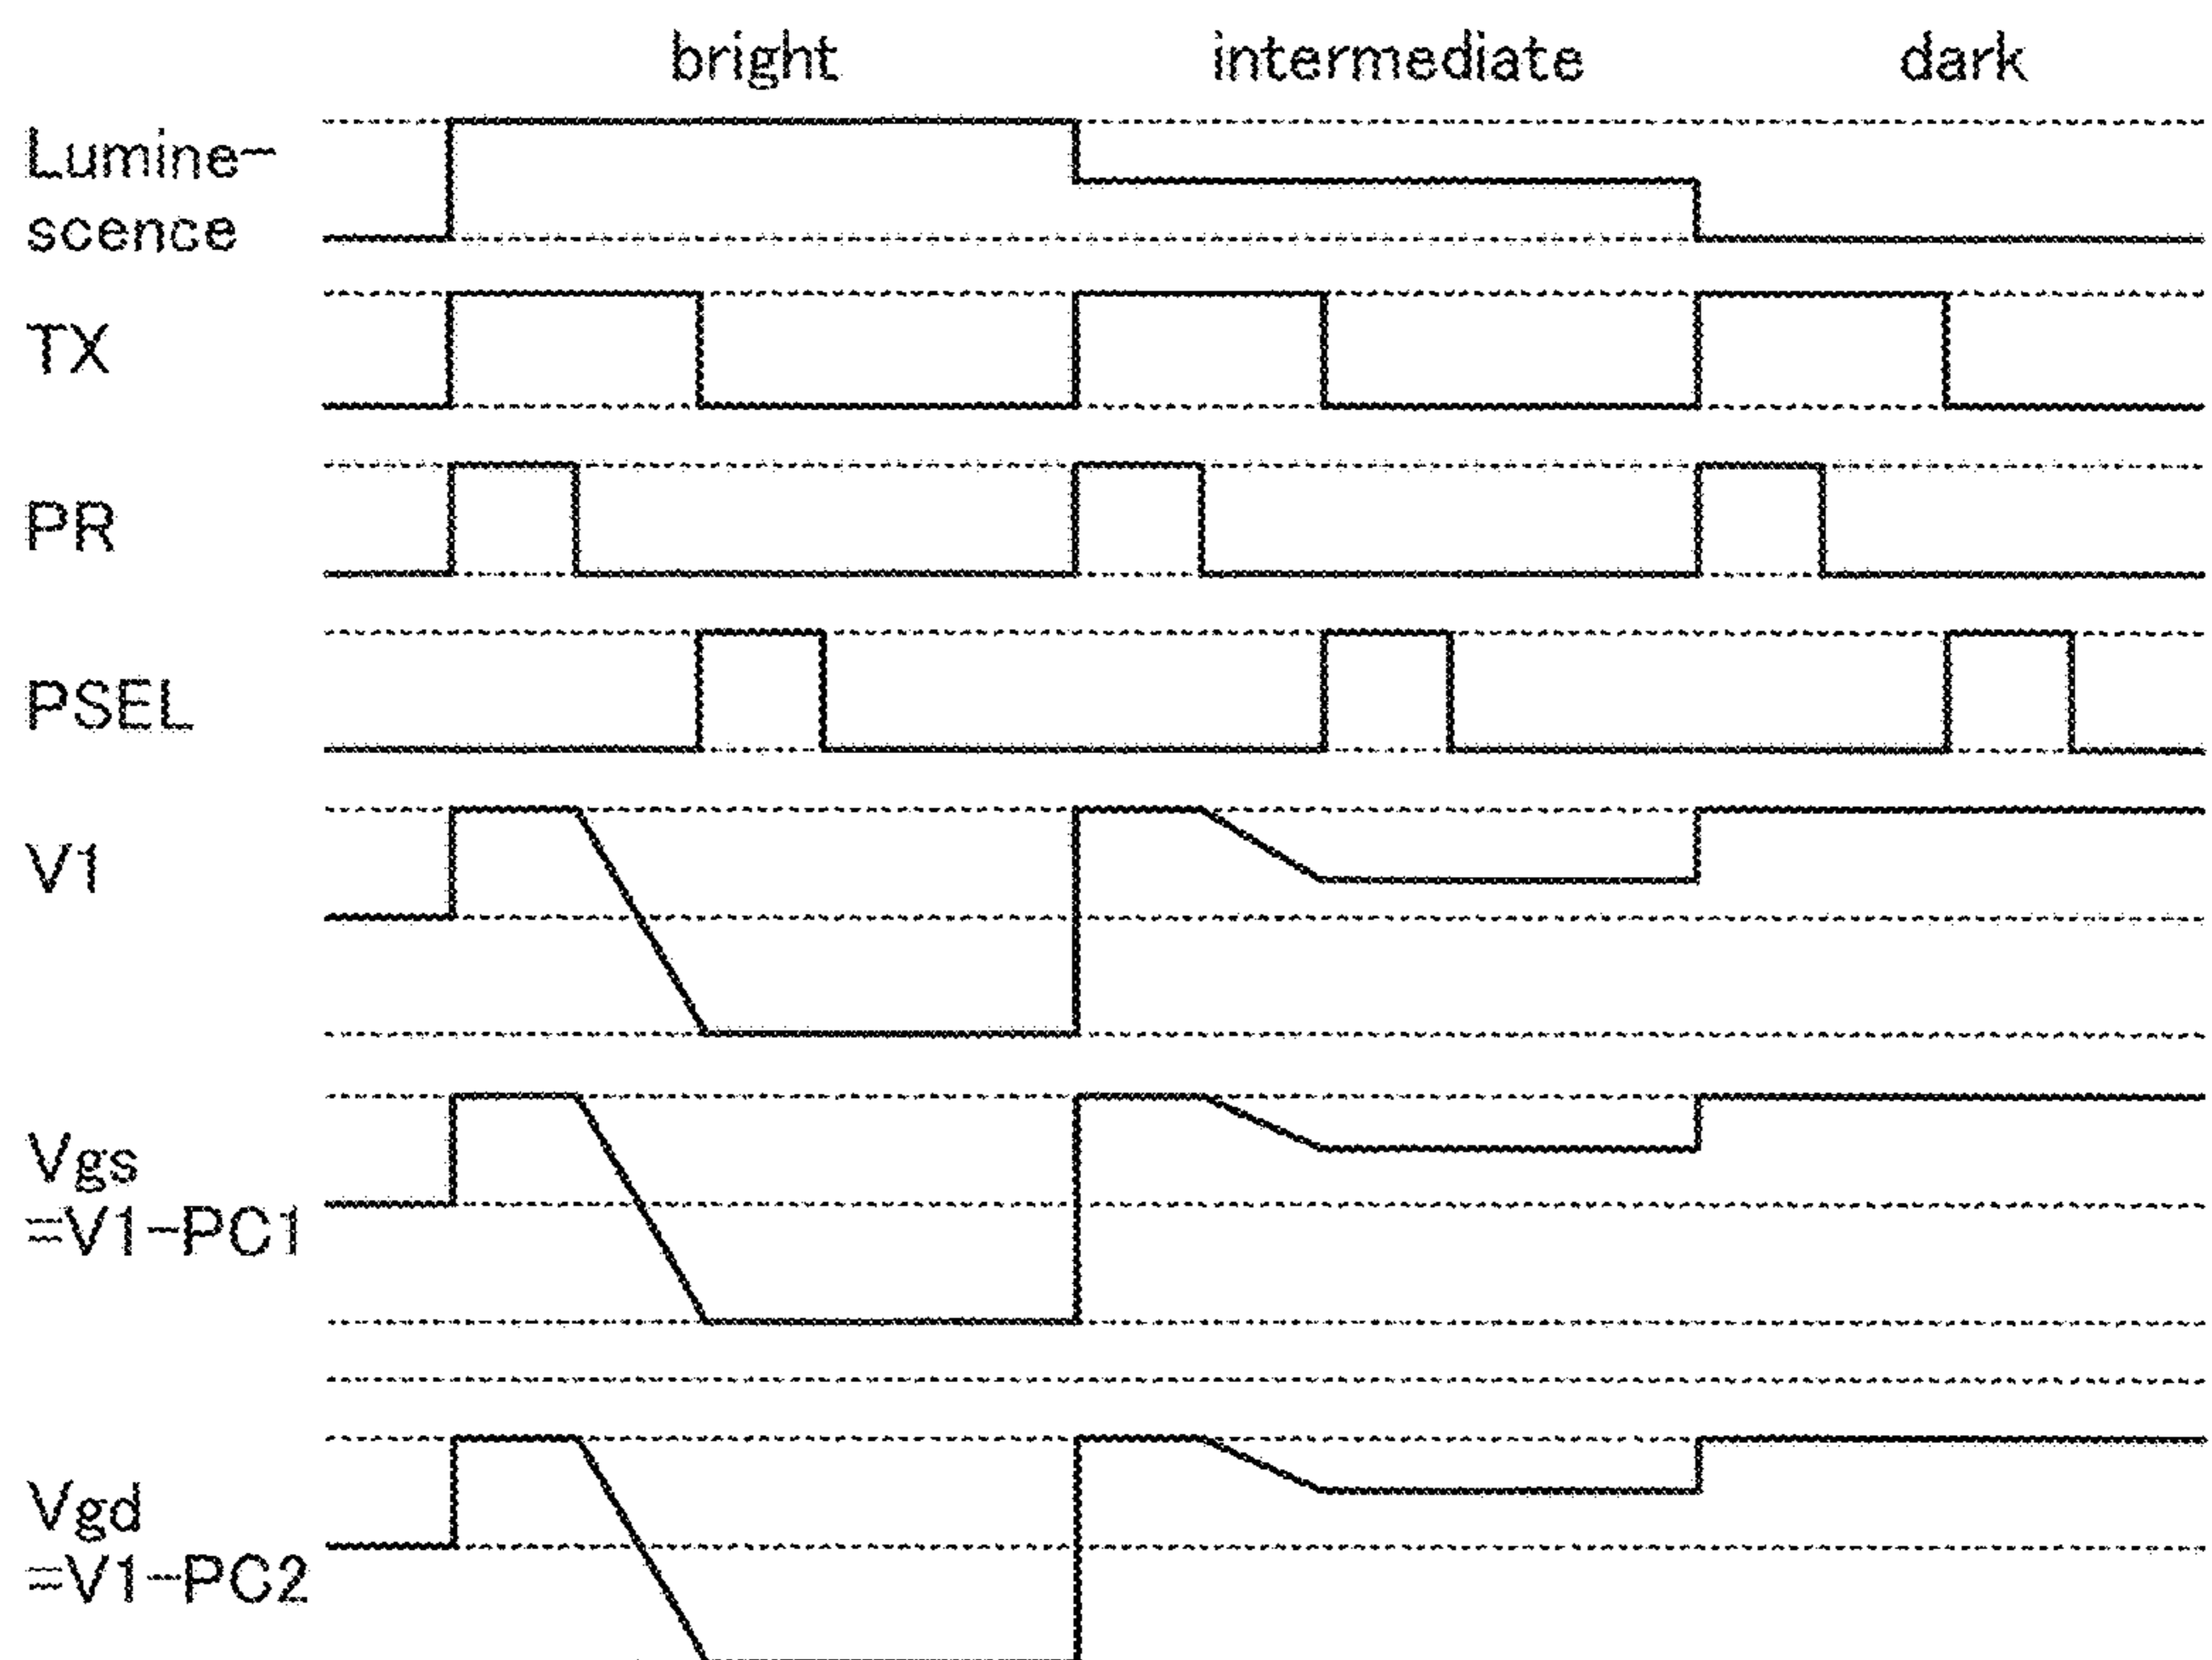 bright intermediate dark
Lumine-
scence
TX
PR
PSEL
V1
Vgs
=V1-PC1
Vgd
=V1-PC2